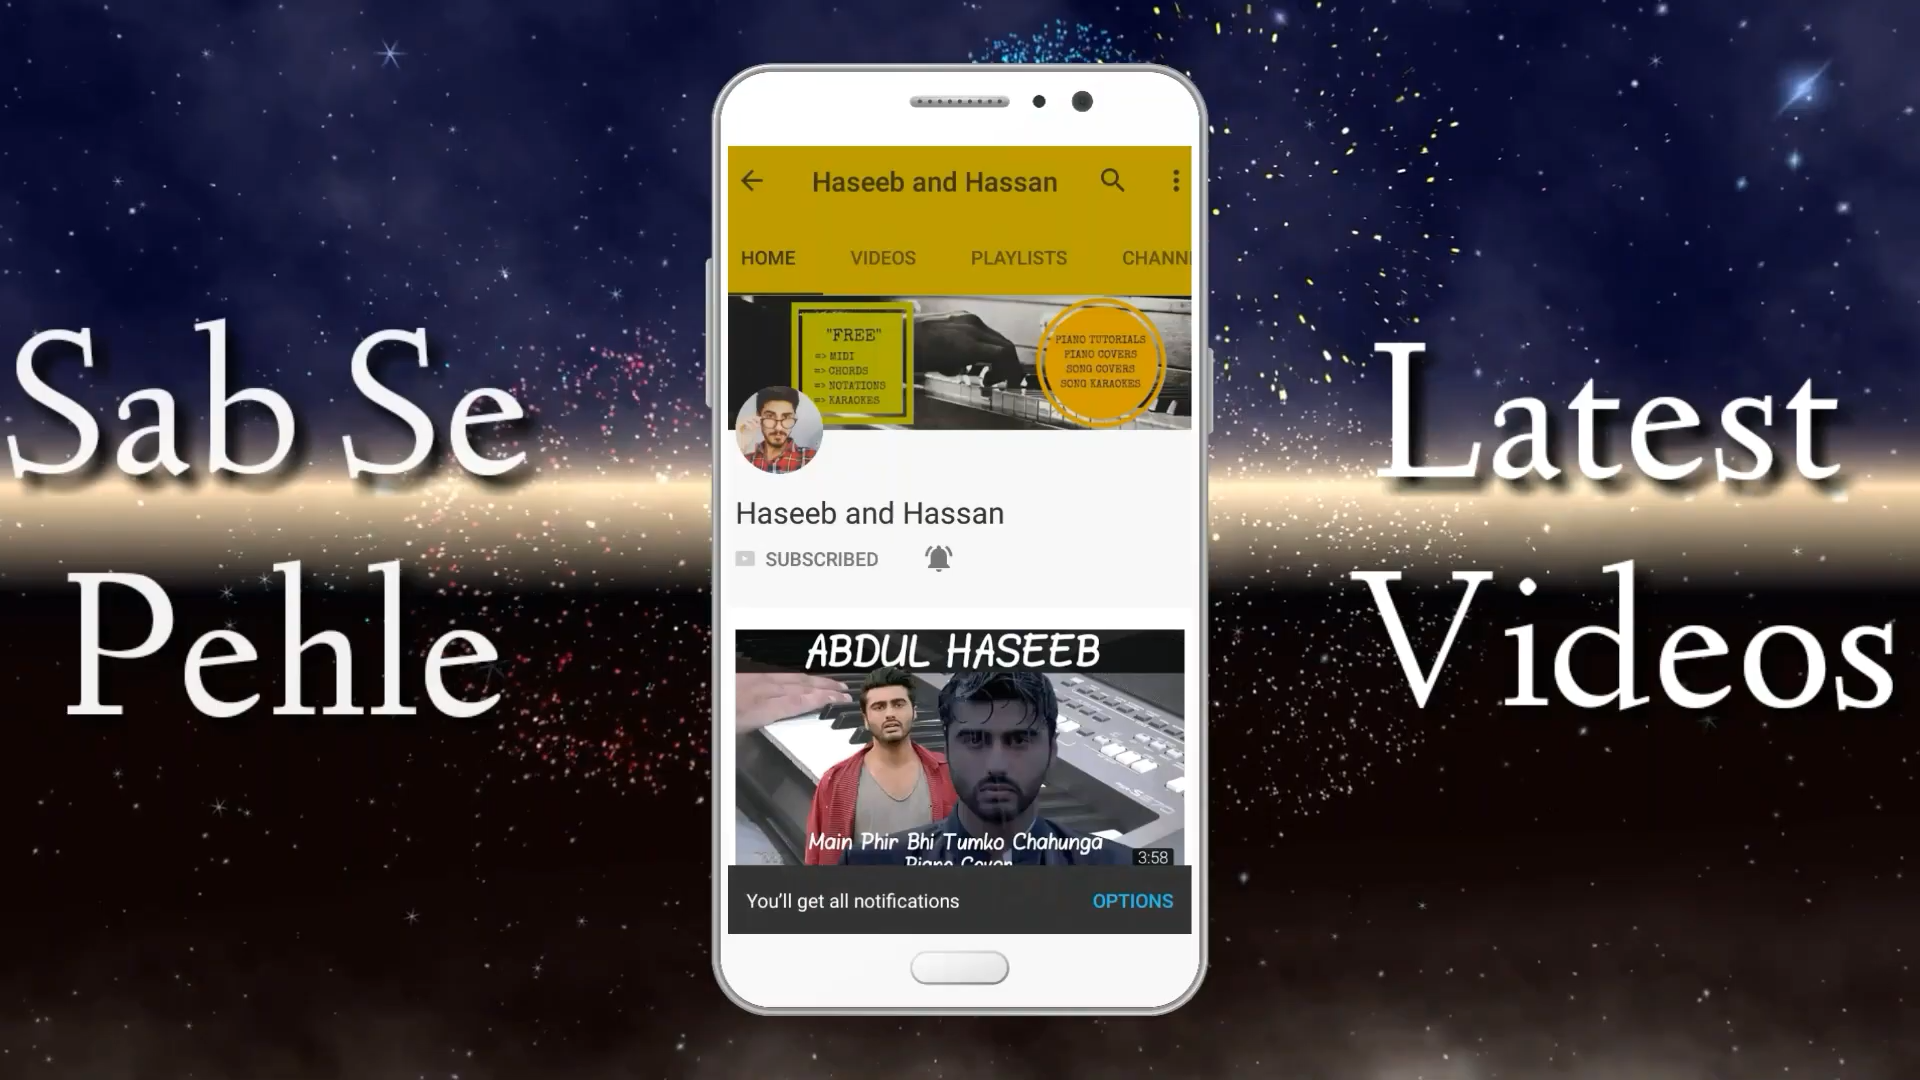 Sab Se
Pehle
Haseeb and Hassan
HOME
VIDEOS
PLAYLISTS
CHANN
"FREE"
=> MIDI
=> CHORDS
=> NOTATIONS
=> KARAOKES
PIANO TUTORIALS
PIANO COVERS
SONG COVERS
SONG KARAOKES
Haseeb and Hassan
SUBSCRIBED
ABDUL HASEEB
Main Phir Bhi Tumko Chahunga
Piano Cover
3:58
You'll get all notifications
OPTIONS
Latest
Videos